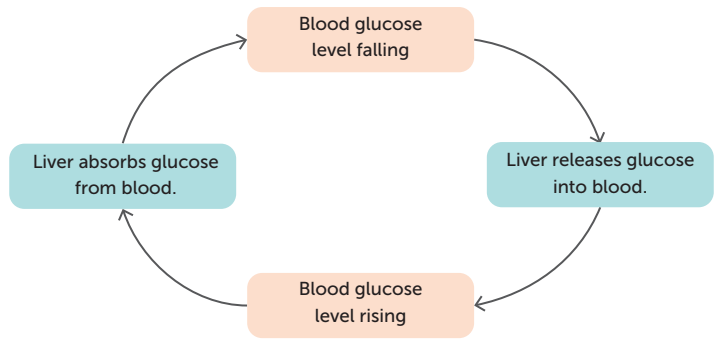 Blood glucose
level falling
Liver absorbs glucose
from blood.
Liver releases glucose
into blood.
Blood glucose
level rising